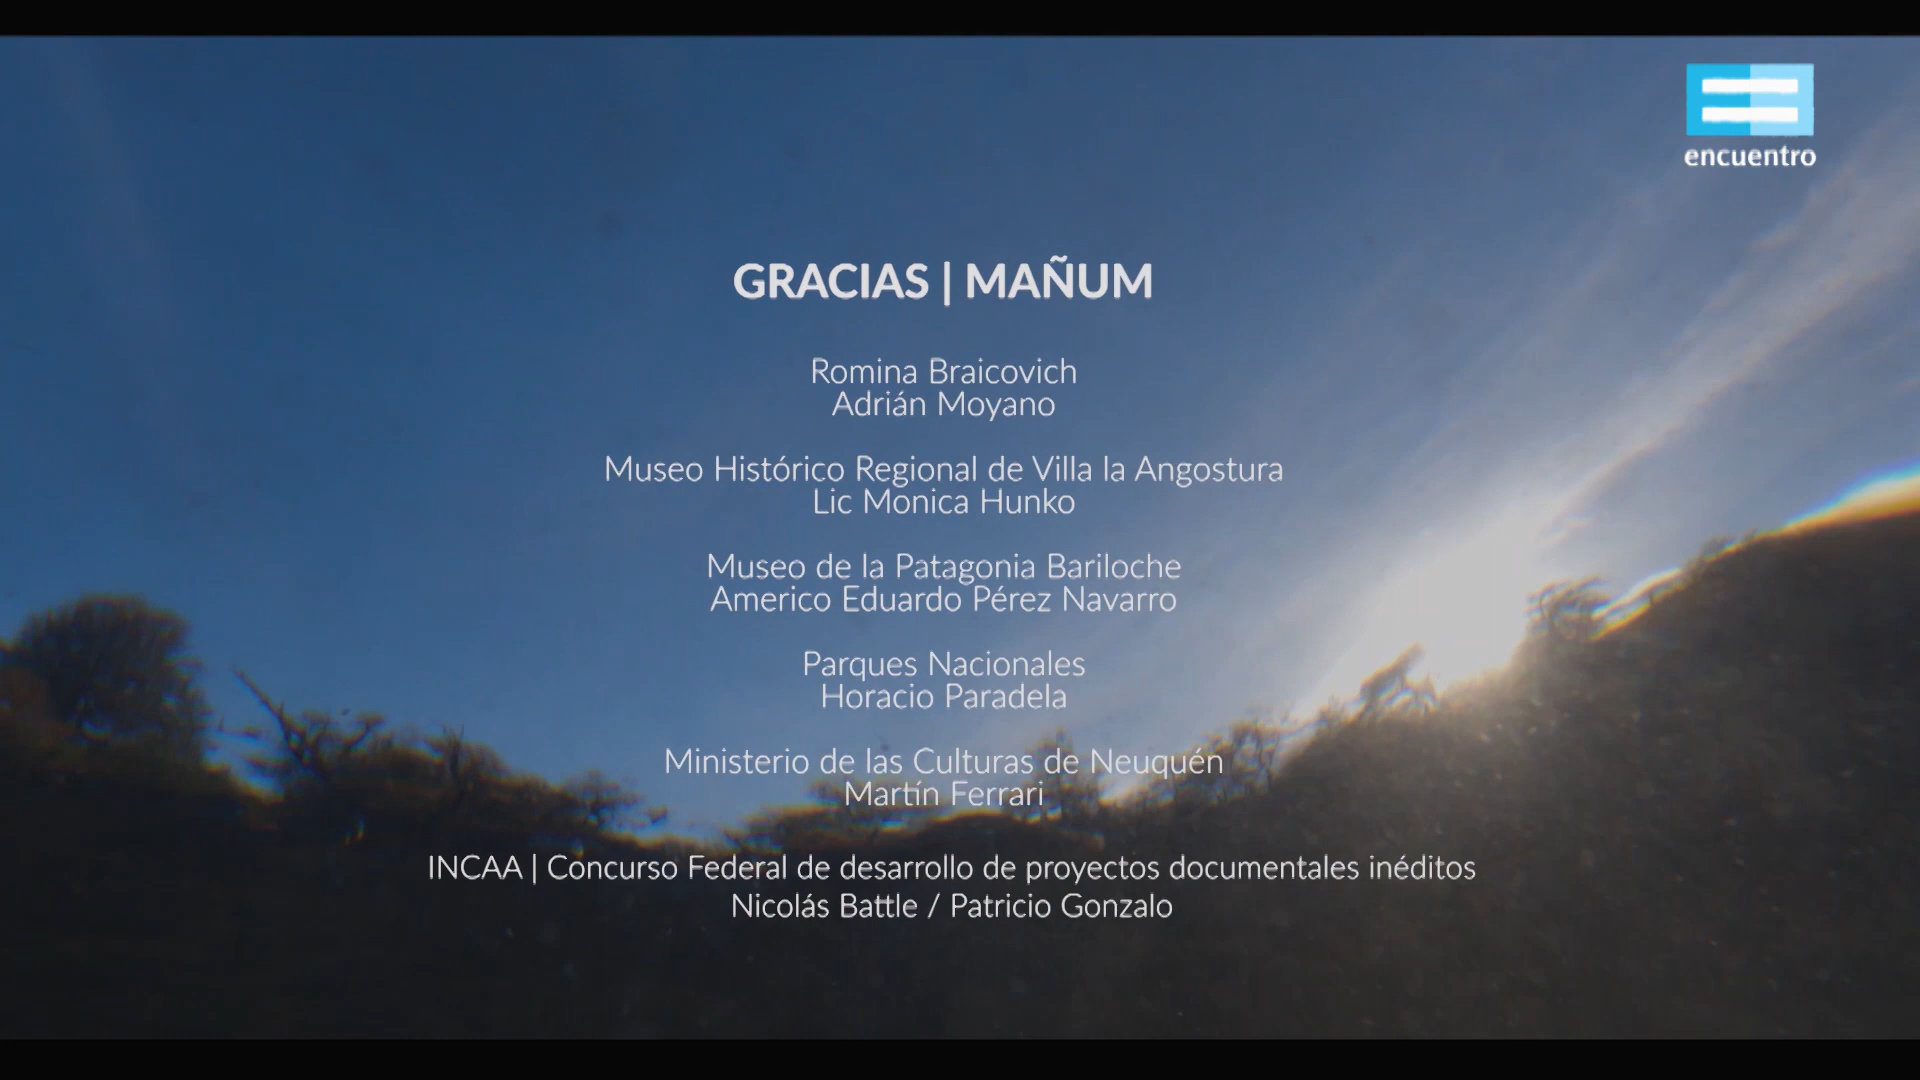 encuentro
GRACIAS | MAÑUM
Romina Braicovich
Adrián Moyano
Museo Histórico Regional de Villa la Angostura
Lic Monica Hunko
Museo de la Patagonia Bariloche
Americo Eduardo Pérez Navarro
Parques Nacionales
Horacio Paradela
Ministerio de las Culturas de Neuquén
Martín Ferrari
INCAA | Concurso Federal de desarrollo de proyectos documentales inéditos
Nicolás Battle / Patricio Gonzalo